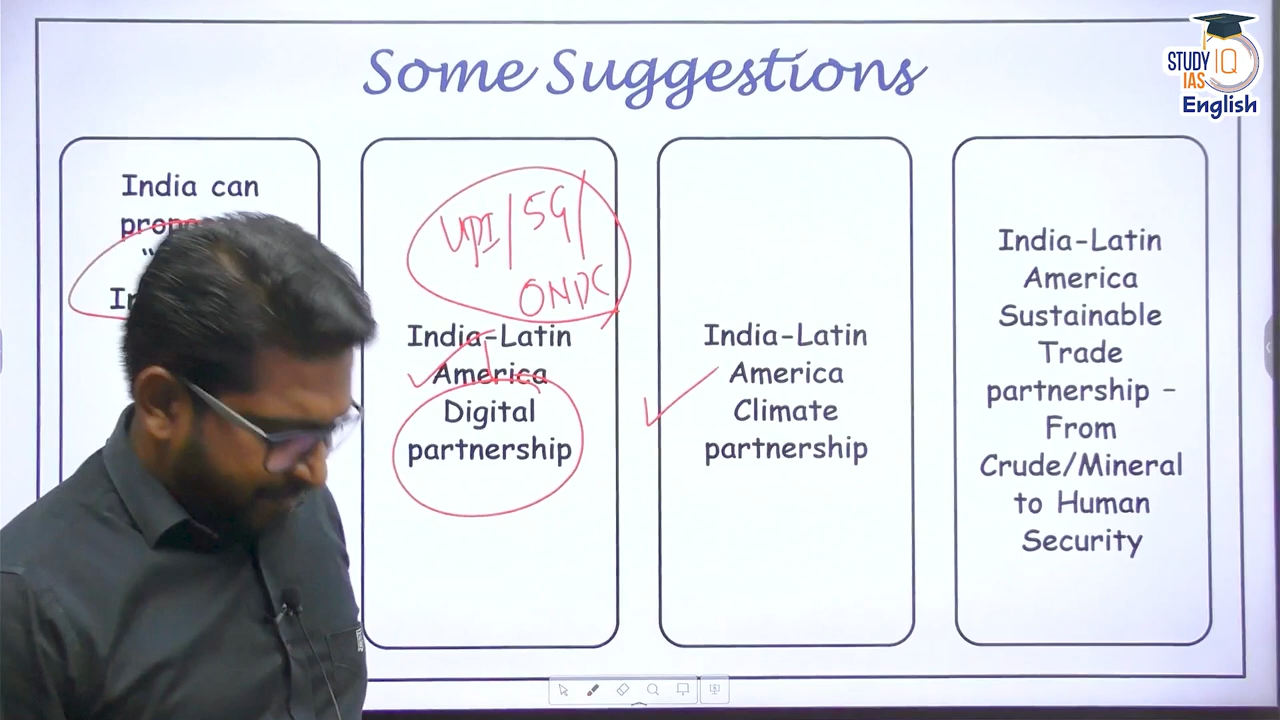 Some Suggestions
STUDY IQ
IAS
English
India can
UPI/5G/
ONDC
India-Latin
America
Digital
partnership
India-Latin
America
Climate
partnership
India-Latin
America
Sustainable
Trade
partnership -
From
Crude/Mineral
to Human
Security